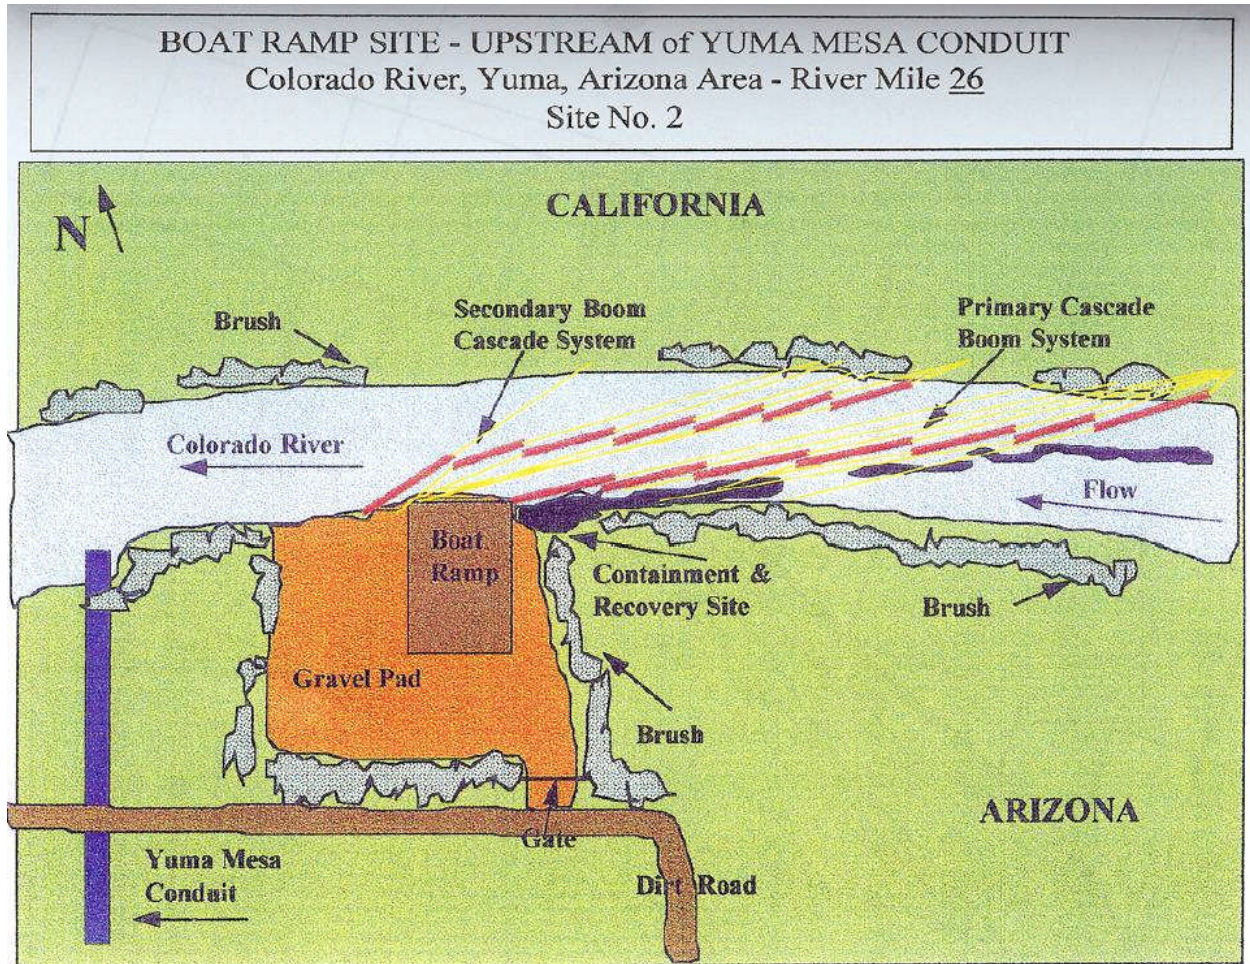 BOAT RAMP SITE - UPSTREAM of YUMA MESA CONDUIT
Colorado River, Yuma, Arizona Area - River Mile 26
Site No. 2
N
CALIFORNIA
Brush
Secondary Boom
Cascade System
Primary Cascade
Boom System
Colorado River
Flow
Boat
Ramp
Containment &
Recovery Site
Brush
Gravel Pad
Brush
ARIZONA
Gate
Yuma Mesa
Conduit
Dirt Road